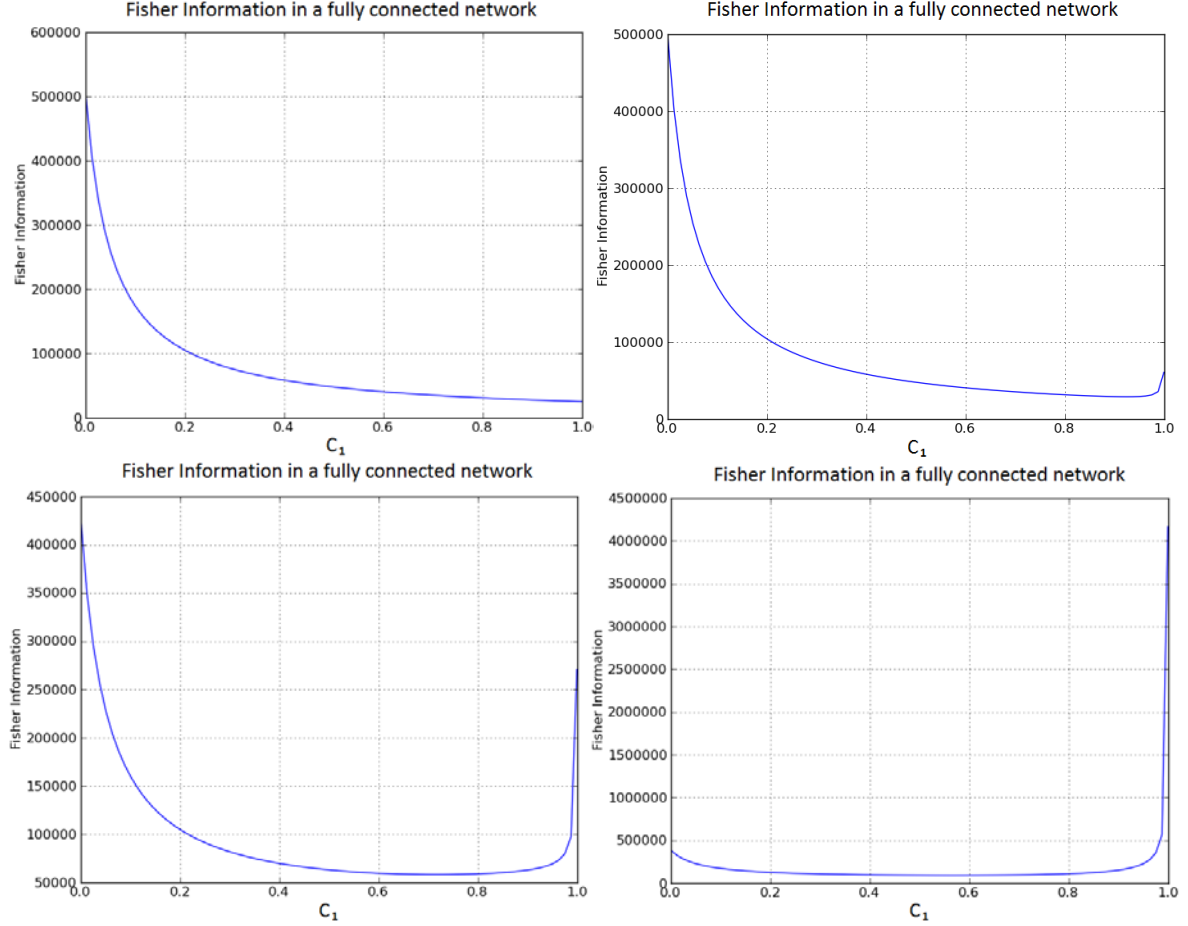 Fisher Information in a fully connected network
600000
500000
400000
300000
200000
100000
0
Fisher Information
0.0 0.2 0.4 0.6 0.8 1.0
C₁
Fisher Information in a fully connected network
500000
400000
300000
200000
100000
0
Fisher Information
0.0 0.2 0.4 0.6 0.8 1.0
C₁
Fisher Information in a fully connected network
450000
400000
350000
300000
250000
200000
150000
100000
50000
Fisher Information
0.0 0.2 0.4 0.6 0.8 1.0
C₁
Fisher Information in a fully connected network
4500000
4000000
3500000
3000000
2500000
2000000
1500000
1000000
500000
0
Fisher Information
0.0 0.2 0.4 0.6 0.8 1.0
C₁